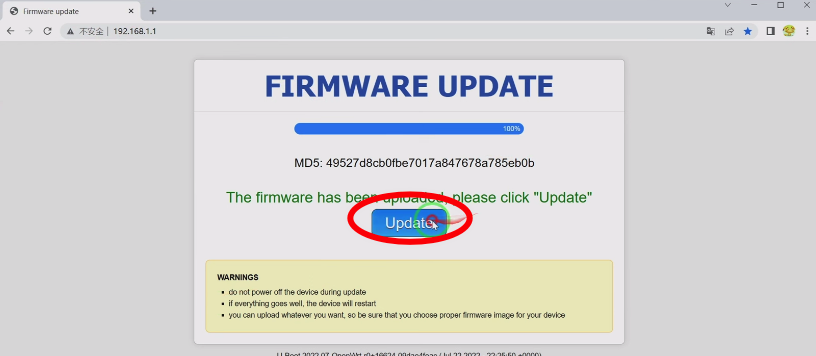 Firmware update
不安全 | 192.168.1.1
FIRMWARE UPDATE
100%
MD5: 49527d8cb0fbe7017a847678a785eb0b
The firmware has been uploaded, please click "Update"
Update
WARNINGS
do not power off the device during update
if everything goes well, the device will restart
you can upload whatever you want, so be sure that you choose proper firmware image for your device